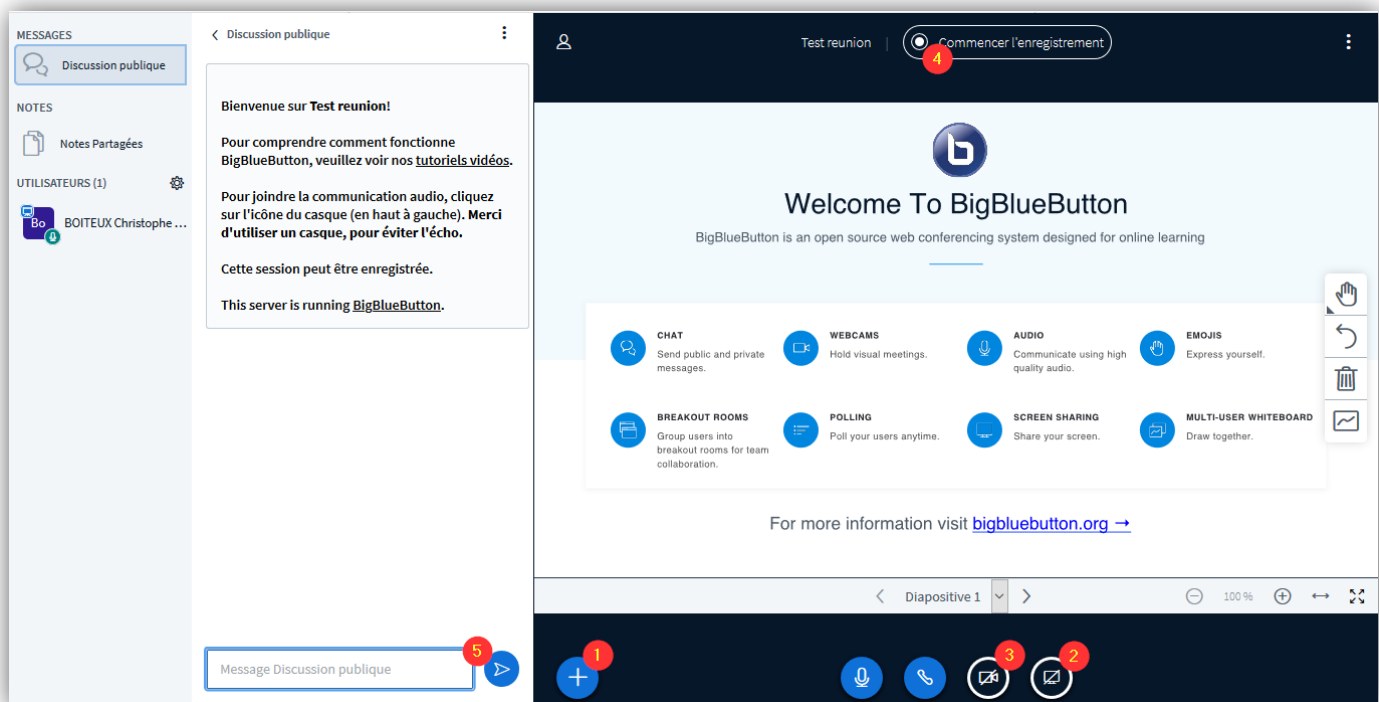 MESSAGES
Discussion publique
NOTES
Notes Partagées
UTILISATEURS (1)
Bo
BOITEUX Christophe ...
Discussion publique
Bienvenue sur Test reunion!
Pour comprendre comment fonctionne
BigBlueButton, veuillez voir nos tutoriels vidéos.
Pour joindre la communication audio, cliquez
sur l'icône du casque (en haut à gauche). Merci
d'utiliser un casque, pour éviter l'écho.
Cette session peut être enregistrée.
This server is running BigBlueButton.
Message Discussion publique
5
Test reunion | Commencer l'enregistrement
4
b
Welcome To BigBlueButton
BigBlueButton is an open source web conferencing system designed for online learning
CHAT
Send public and private
messages.
WEBCAMS
Hold visual meetings.
AUDIO
Communicate using high
quality audio.
EMOJIS
Express yourself.
BREAKOUT ROOMS
Group users into
breakout rooms for team
collaboration.
POLLING
Poll your users anytime.
SCREEN SHARING
Share your screen.
MULTI-USER WHITEBOARD
Draw together.
For more information visit bigbluebutton.org →
Diapositive 1
100 %
1
3
2